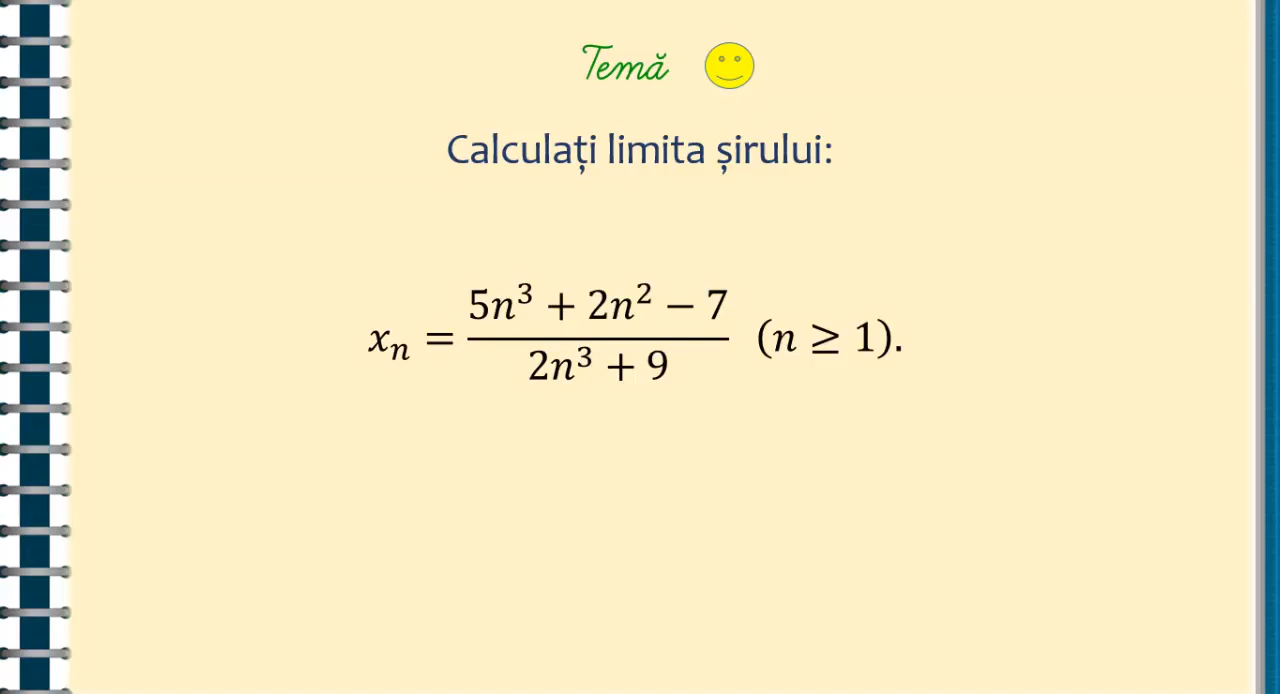 Temă
Calculați limita șirului:
xₙ = (5n³ + 2n² − 7)/(2n³ + 9) (n ≥ 1).